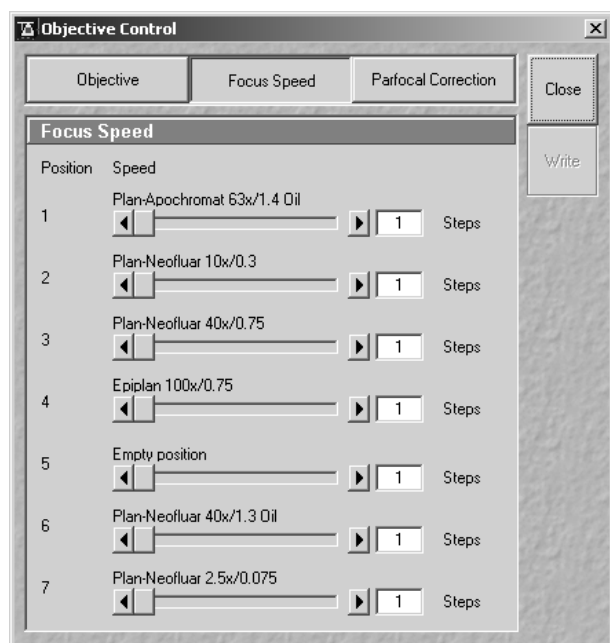 Objective Control
Objective Focus Speed Parfocal Correction Close
Focus Speed
Write
Position Speed
Plan-Apochromat 63x/1.4 Oil
1 1 Steps
Plan-Neofluar 10x/0.3
2 1 Steps
Plan-Neofluar 40x/0.75
3 1 Steps
Epiplan 100x/0.75
4 1 Steps
Empty position
5 1 Steps
Plan-Neofluar 40x/1.3 Oil
6 1 Steps
Plan-Neofluar 2.5x/0.075
7 1 Steps